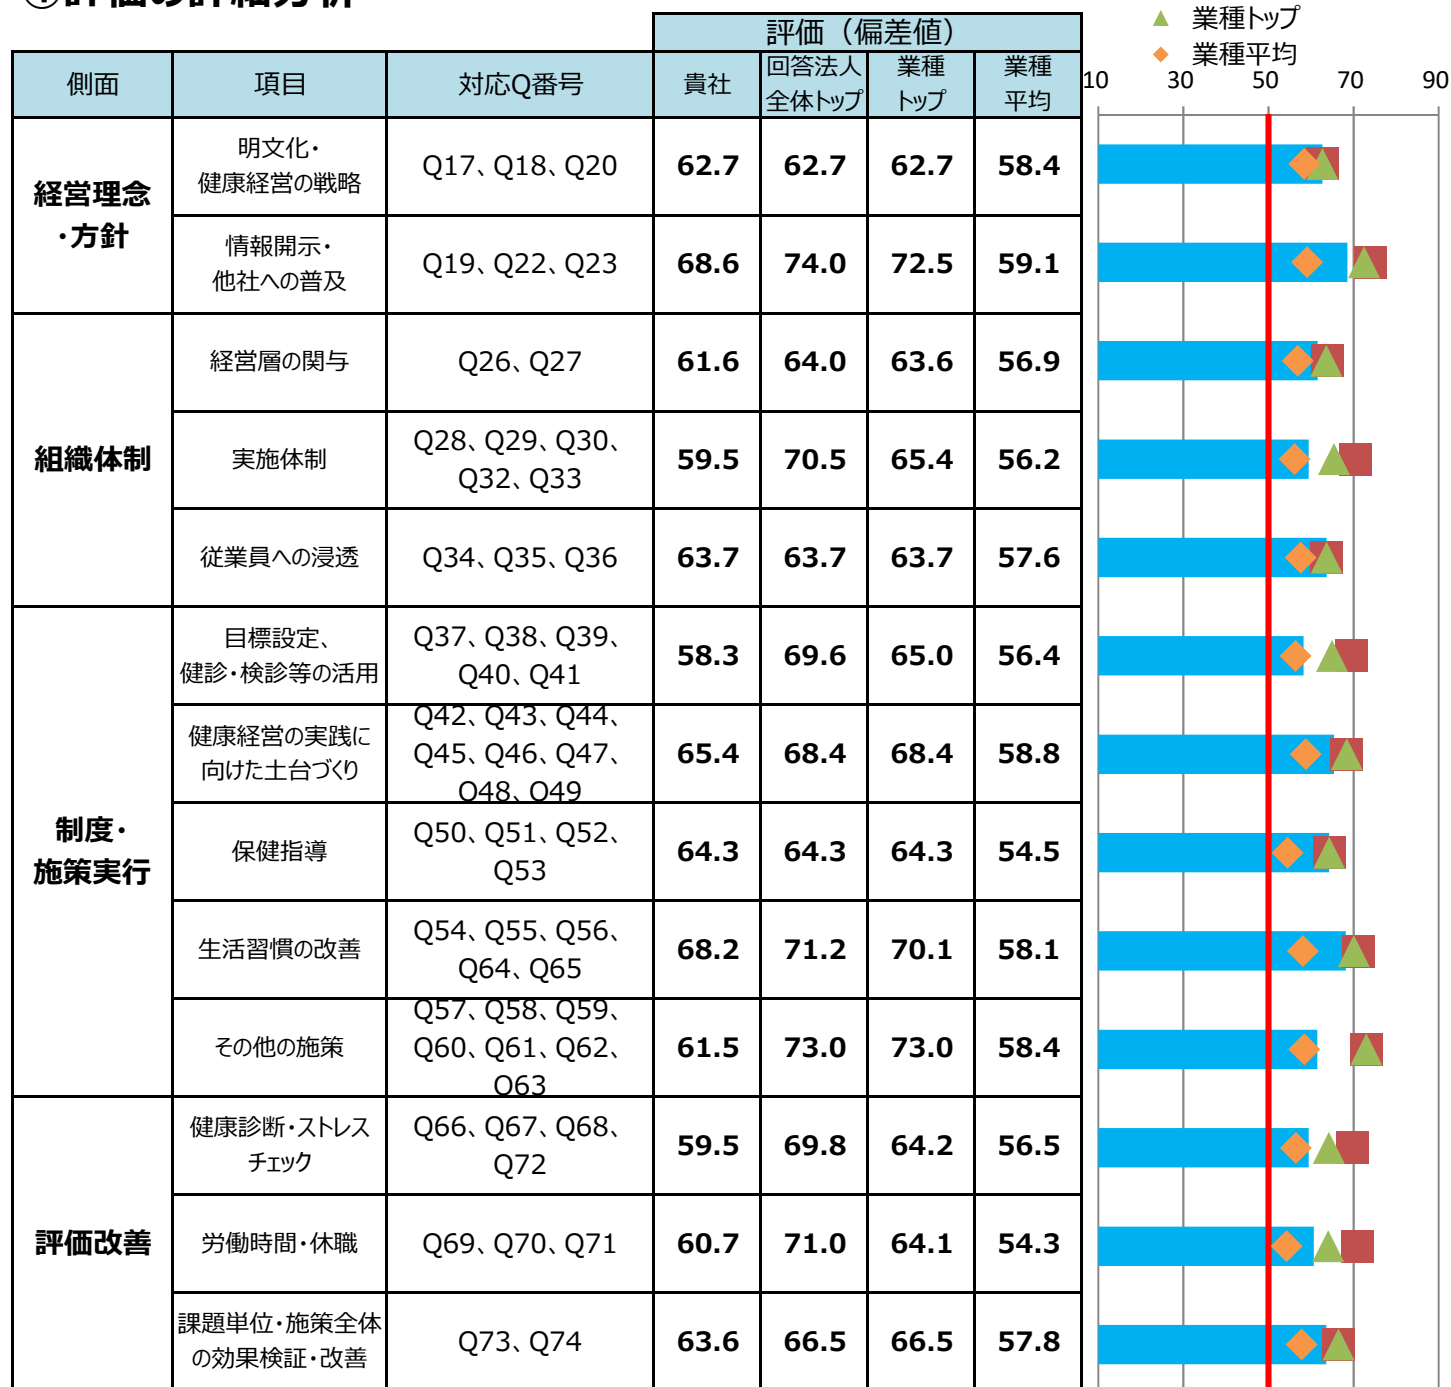 ①評価の詳細分析
▲ 業種トップ
◆ 業種平均
評価（偏差値）
側面 項目 対応Q番号 貴社 回答法人 業種 業種
全体トップ トップ 平均
10 30 50 70 90
経営理念
・方針
明文化・
健康経営の戦略
Q17、Q18、Q20 62.7 62.7 62.7 58.4
情報開示・
他社への普及
Q19、Q22、Q23 68.6 74.0 72.5 59.1
組織体制
経営層の関与 Q26、Q27 61.6 64.0 63.6 56.9
実施体制
Q28、Q29、Q30、
Q32、Q33
59.5 70.5 65.4 56.2
従業員への浸透 Q34、Q35、Q36 63.7 63.7 63.7 57.6
制度・
施策実行
目標設定、
健診・検診等の活用
Q37、Q38、Q39、
Q40、Q41
58.3 69.6 65.0 56.4
健康経営の実践に
向けた土台づくり
Q42、Q43、Q44、
Q45、Q46、Q47、
Q48、Q49
65.4 68.4 68.4 58.8
保健指導
Q50、Q51、Q52、
Q53
64.3 64.3 64.3 54.5
生活習慣の改善
Q54、Q55、Q56、
Q64、Q65
68.2 71.2 70.1 58.1
その他の施策
Q57、Q58、Q59、
Q60、Q61、Q62、
Q63
61.5 73.0 73.0 58.4
評価改善
健康診断・ストレス
チェック
Q66、Q67、Q68、
Q72
59.5 69.8 64.2 56.5
労働時間・休職 Q69、Q70、Q71 60.7 71.0 64.1 54.3
課題単位・施策全体
の効果検証・改善
Q73、Q74 63.6 66.5 66.5 57.8